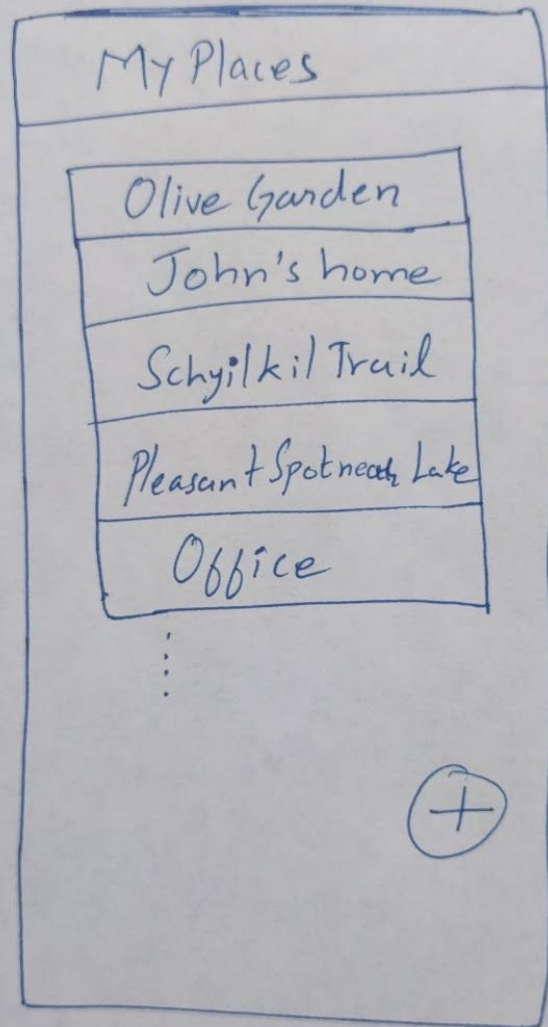 My Places
Olive Garden
John's home
Schyilkil Trail
Pleasant Spot near Lake
Office
+